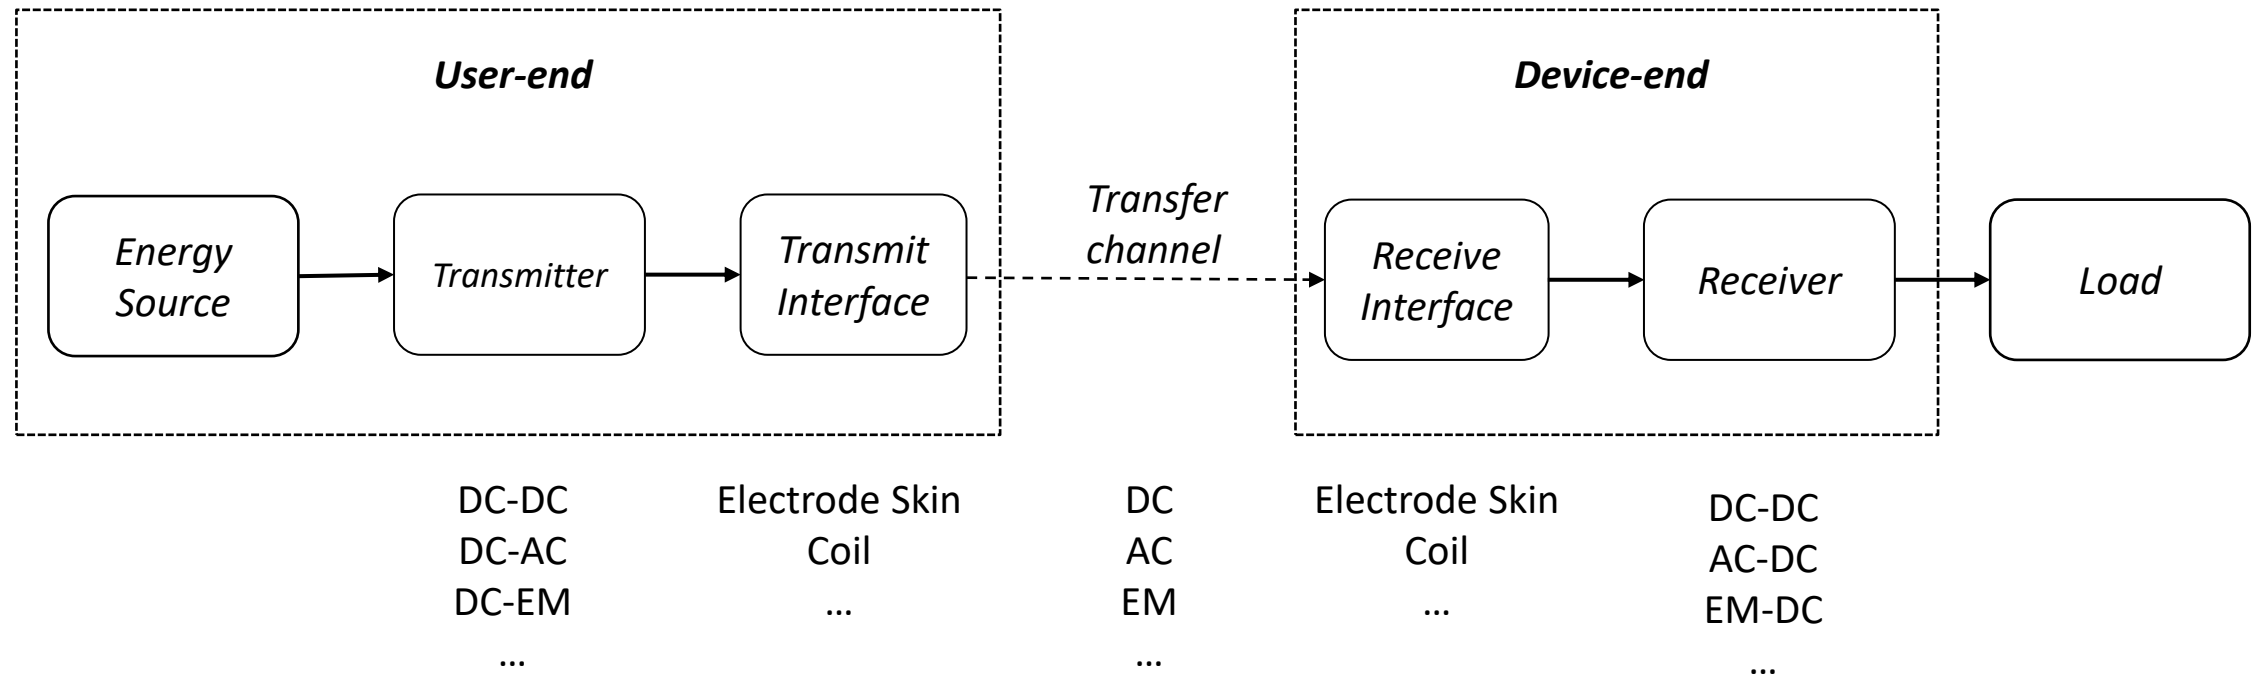 User-end
Device-end
Energy
Source
Transmitter
Transmit
Interface
Transfer
channel
Receive
Interface
Receiver
Load
DC-DC
DC-AC
DC-EM
...
Electrode Skin
Coil
...
DC
AC
EM
...
Electrode Skin
Coil
...
DC-DC
AC-DC
EM-DC
...